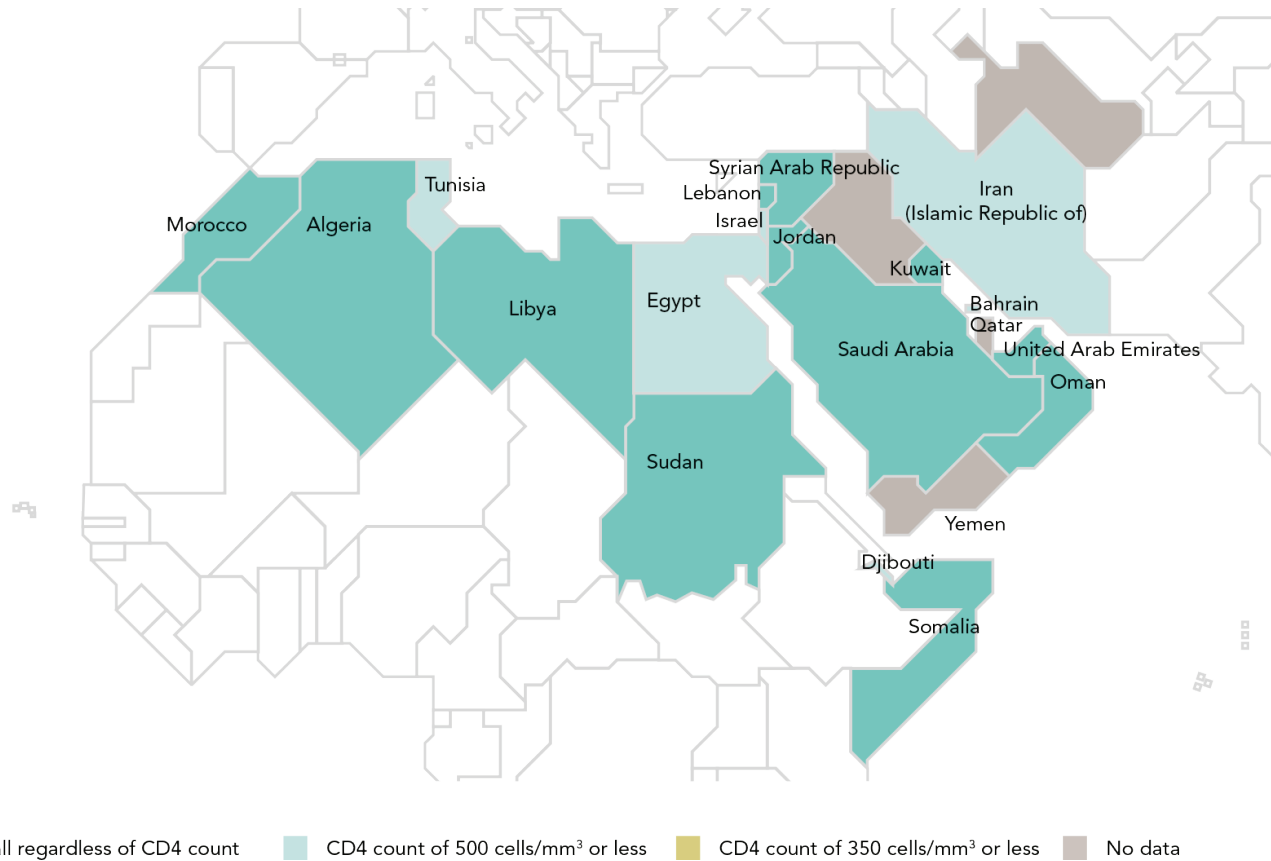 Syrian Arab Republic
Tunisia
Lebanon
Iran
(Islamic Republic of)
Morocco
Algeria
Israel
Jordan
Kuwait
Libya
Egypt
Bahrain
Qatar
Saudi Arabia
United Arab Emirates
Oman
Sudan
Yemen
Djibouti
Somalia
all regardless of CD4 count
CD4 count of 500 cells/mm³ or less
CD4 count of 350 cells/mm³ or less
No data